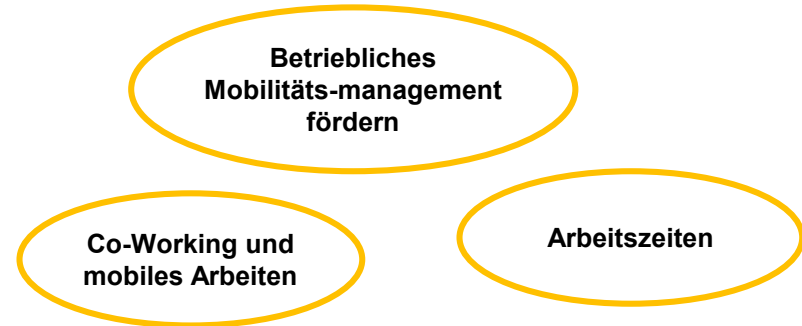 Betriebliches
Mobilitäts-management
fördern
Co-Working und
mobiles Arbeiten
Arbeitszeiten